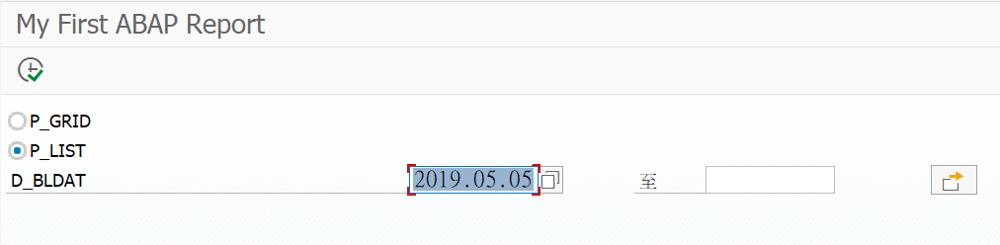 My First ABAP Report
P_GRID
P_LIST
D_BLDAT 2019.05.05 至